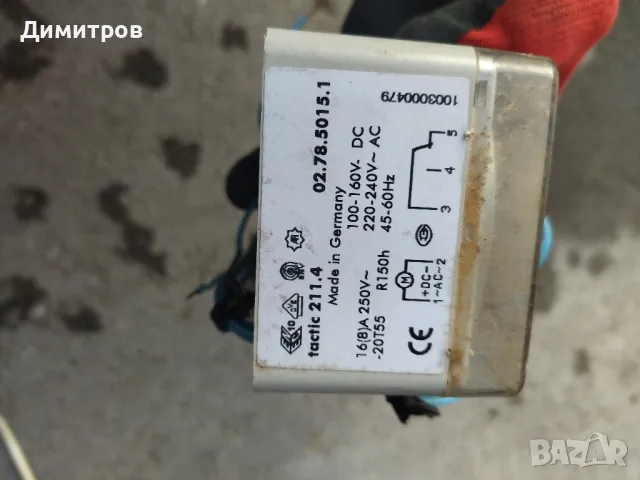 Димитров
tactic 211.4
Made in Germany
02.78.5015.1
16(8)A 250V~
-20T55
R150h
100-160V- DC
220-240V~ AC
45-60Hz
CE
M
+DC-
1~AC~2
3
4
5
1003000479
BAZAR